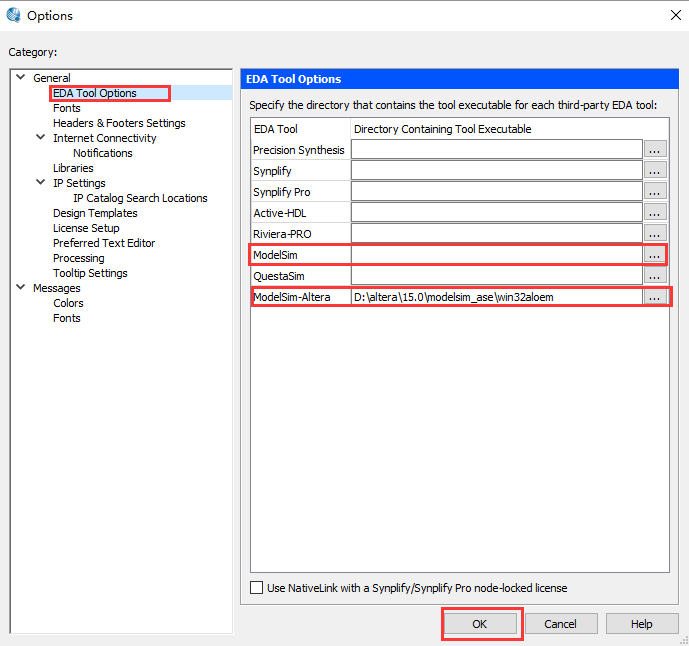 Options
Category:
General
EDA Tool Options
Fonts
Headers & Footers Settings
Internet Connectivity
Notifications
Libraries
IP Settings
IP Catalog Search Locations
Design Templates
License Setup
Preferred Text Editor
Processing
Tooltip Settings
Messages
Colors
Fonts
EDA Tool Options
Specify the directory that contains the tool executable for each third-party EDA tool:
EDA Tool Directory Containing Tool Executable
Precision Synthesis ...
Synplify ...
Synplify Pro ...
Active-HDL ...
Riviera-PRO ...
ModelSim ...
QuestaSim ...
ModelSim-Altera D:\altera\15.0\modelsim_ase\win32aloem ...
Use NativeLink with a Synplify/Synplify Pro node-locked license
OK Cancel Help